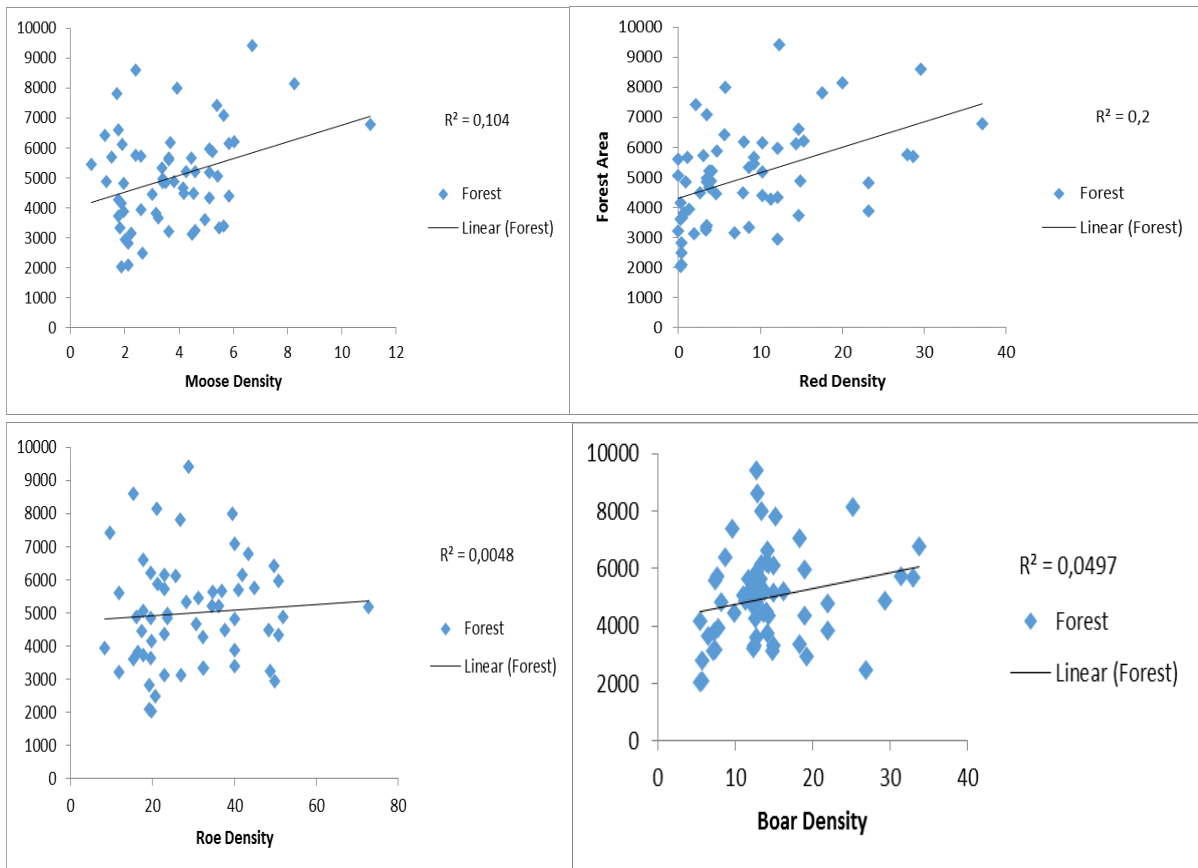 10000
9000
8000
7000
6000
5000
4000
3000
2000
1000
0
0 2 4 6 8 10 12
Moose Density
R² = 0,104
Forest
Linear (Forest)
Forest Area
10000
9000
8000
7000
6000
5000
4000
3000
2000
1000
0
0 10 20 30 40
Red Density
R² = 0,2
Forest
Linear (Forest)
10000
9000
8000
7000
6000
5000
4000
3000
2000
1000
0
0 20 40 60 80
Roe Density
R² = 0,0048
Forest
Linear (Forest)
10000
8000
6000
4000
2000
0
0 10 20 30 40
Boar Density
R² = 0,0497
Forest
Linear (Forest)